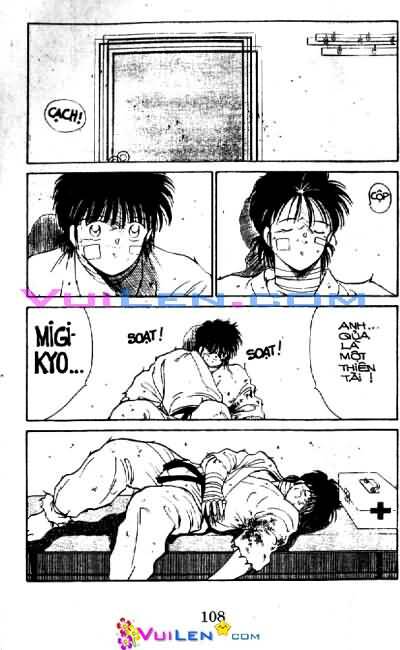 CẠCH!
CỘP
VUILEN.COM
MIGI-
KYO...
SOẠT!
SOẠT!
ANH...
QUẢ
LÀ
MỘT
THIÊN
TÀI!
108
VUILEN.COM